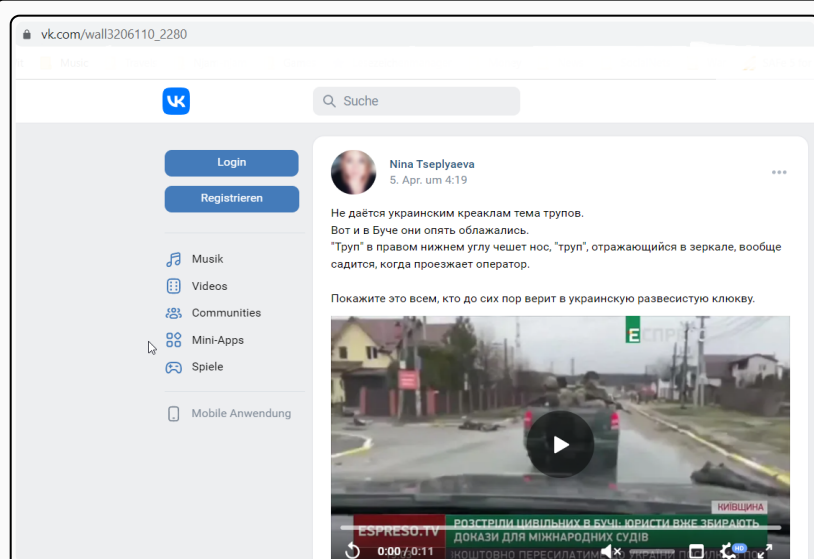 vk.com/wall3206110_2280
Suche
Login
Registrieren
Musik
Videos
Communities
Mini-Apps
Spiele
Mobile Anwendung
Nina Tseplyaeva
5. Apr. um 4:19
Не даётся украинским креаклам тема трупов.
Вот и в Буче они опять облажались.
"Труп" в правом нижнем углу чешет нос, "труп", отражающийся в зеркале, вообще
садится, когда проезжает оператор.
Покажите это всем, кто до сих пор верит в украинскую развесистую клюкву.
ЕСПРЕСО
КИЇВЩИНА
ESPRESO.TV
РОЗСТРІЛИ ЦИВІЛЬНИХ В БУЧІ: ЮРИСТИ ВЖЕ ЗБИРАЮТЬ
ДОКАЗИ ДЛЯ МІЖНАРОДНИХ СУДІВ
0:00 / 0:11
HD